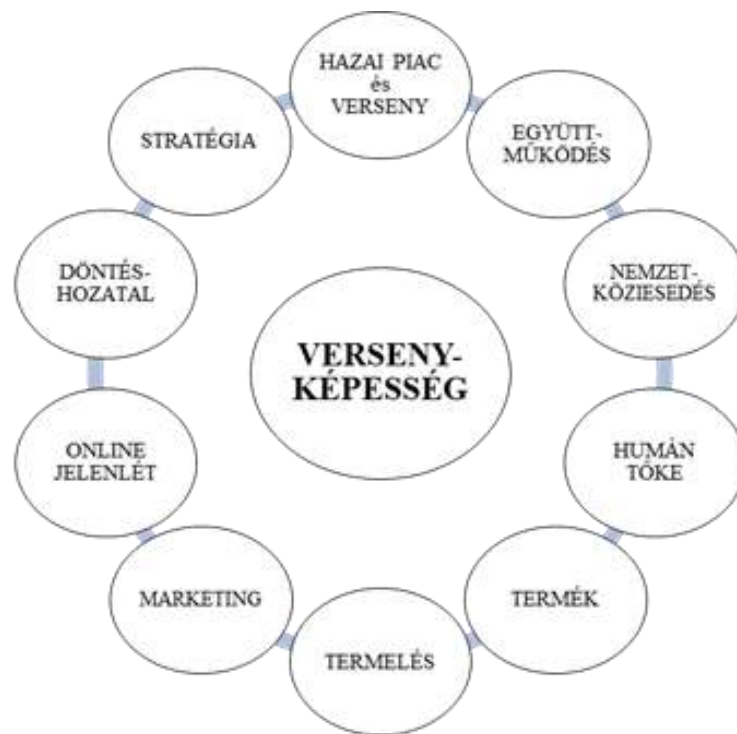 HAZAI PIAC
és
VERSENY
EGYÜTT-
MŰKÖDÉS
NEMZET-
KÖZIESEDÉS
HUMÁN
TŐKE
TERMÉK
TERMELÉS
MARKETING
ONLINE
JELENLÉT
DÖNTÉS-
HOZATAL
STRATÉGIA
VERSENY-
KÉPESSÉG